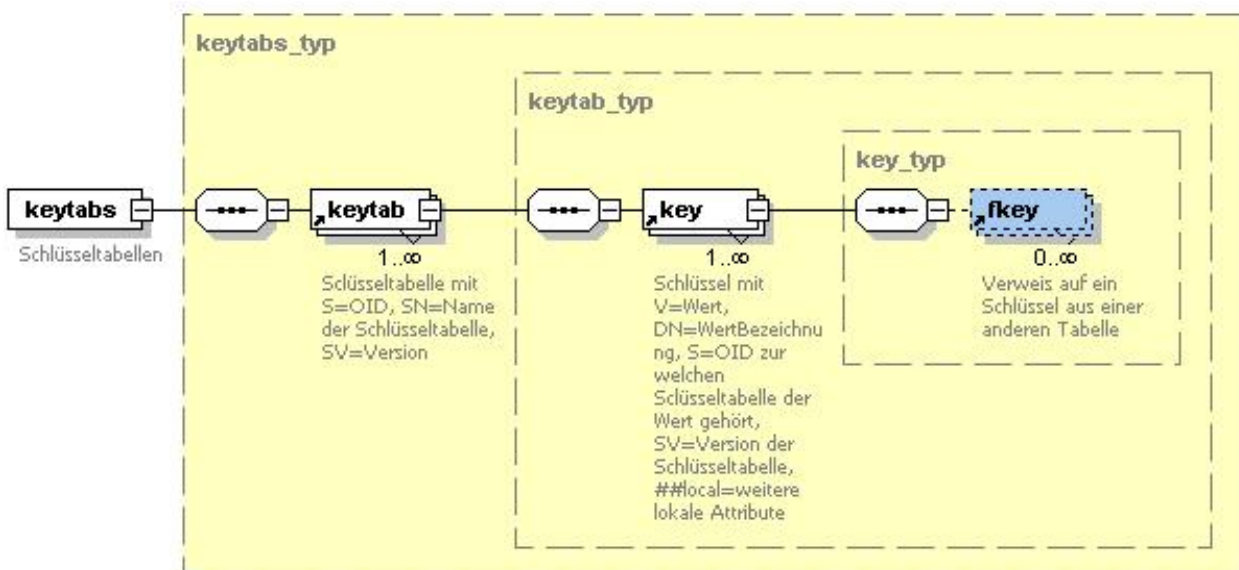 keytabs_typ
keytab_typ
key_typ
keytabs
keytab
key
fkey
1..∞
1..∞
0..∞
Schlüsseltabellen
Sclüsseltabelle mit
S=OID, SN=Name
der Schlüsseltabelle,
SV=Version
Schlüssel mit
V=Wert,
DN=WertBezeichnu
ng, S=OID zur
welchen
Sclüsseltabelle der
Wert gehört,
SV=Version der
Schlüsseltabelle,
##local=weitere
lokale Attribute
Verweis auf ein
Schlüssel aus einer
anderen Tabelle